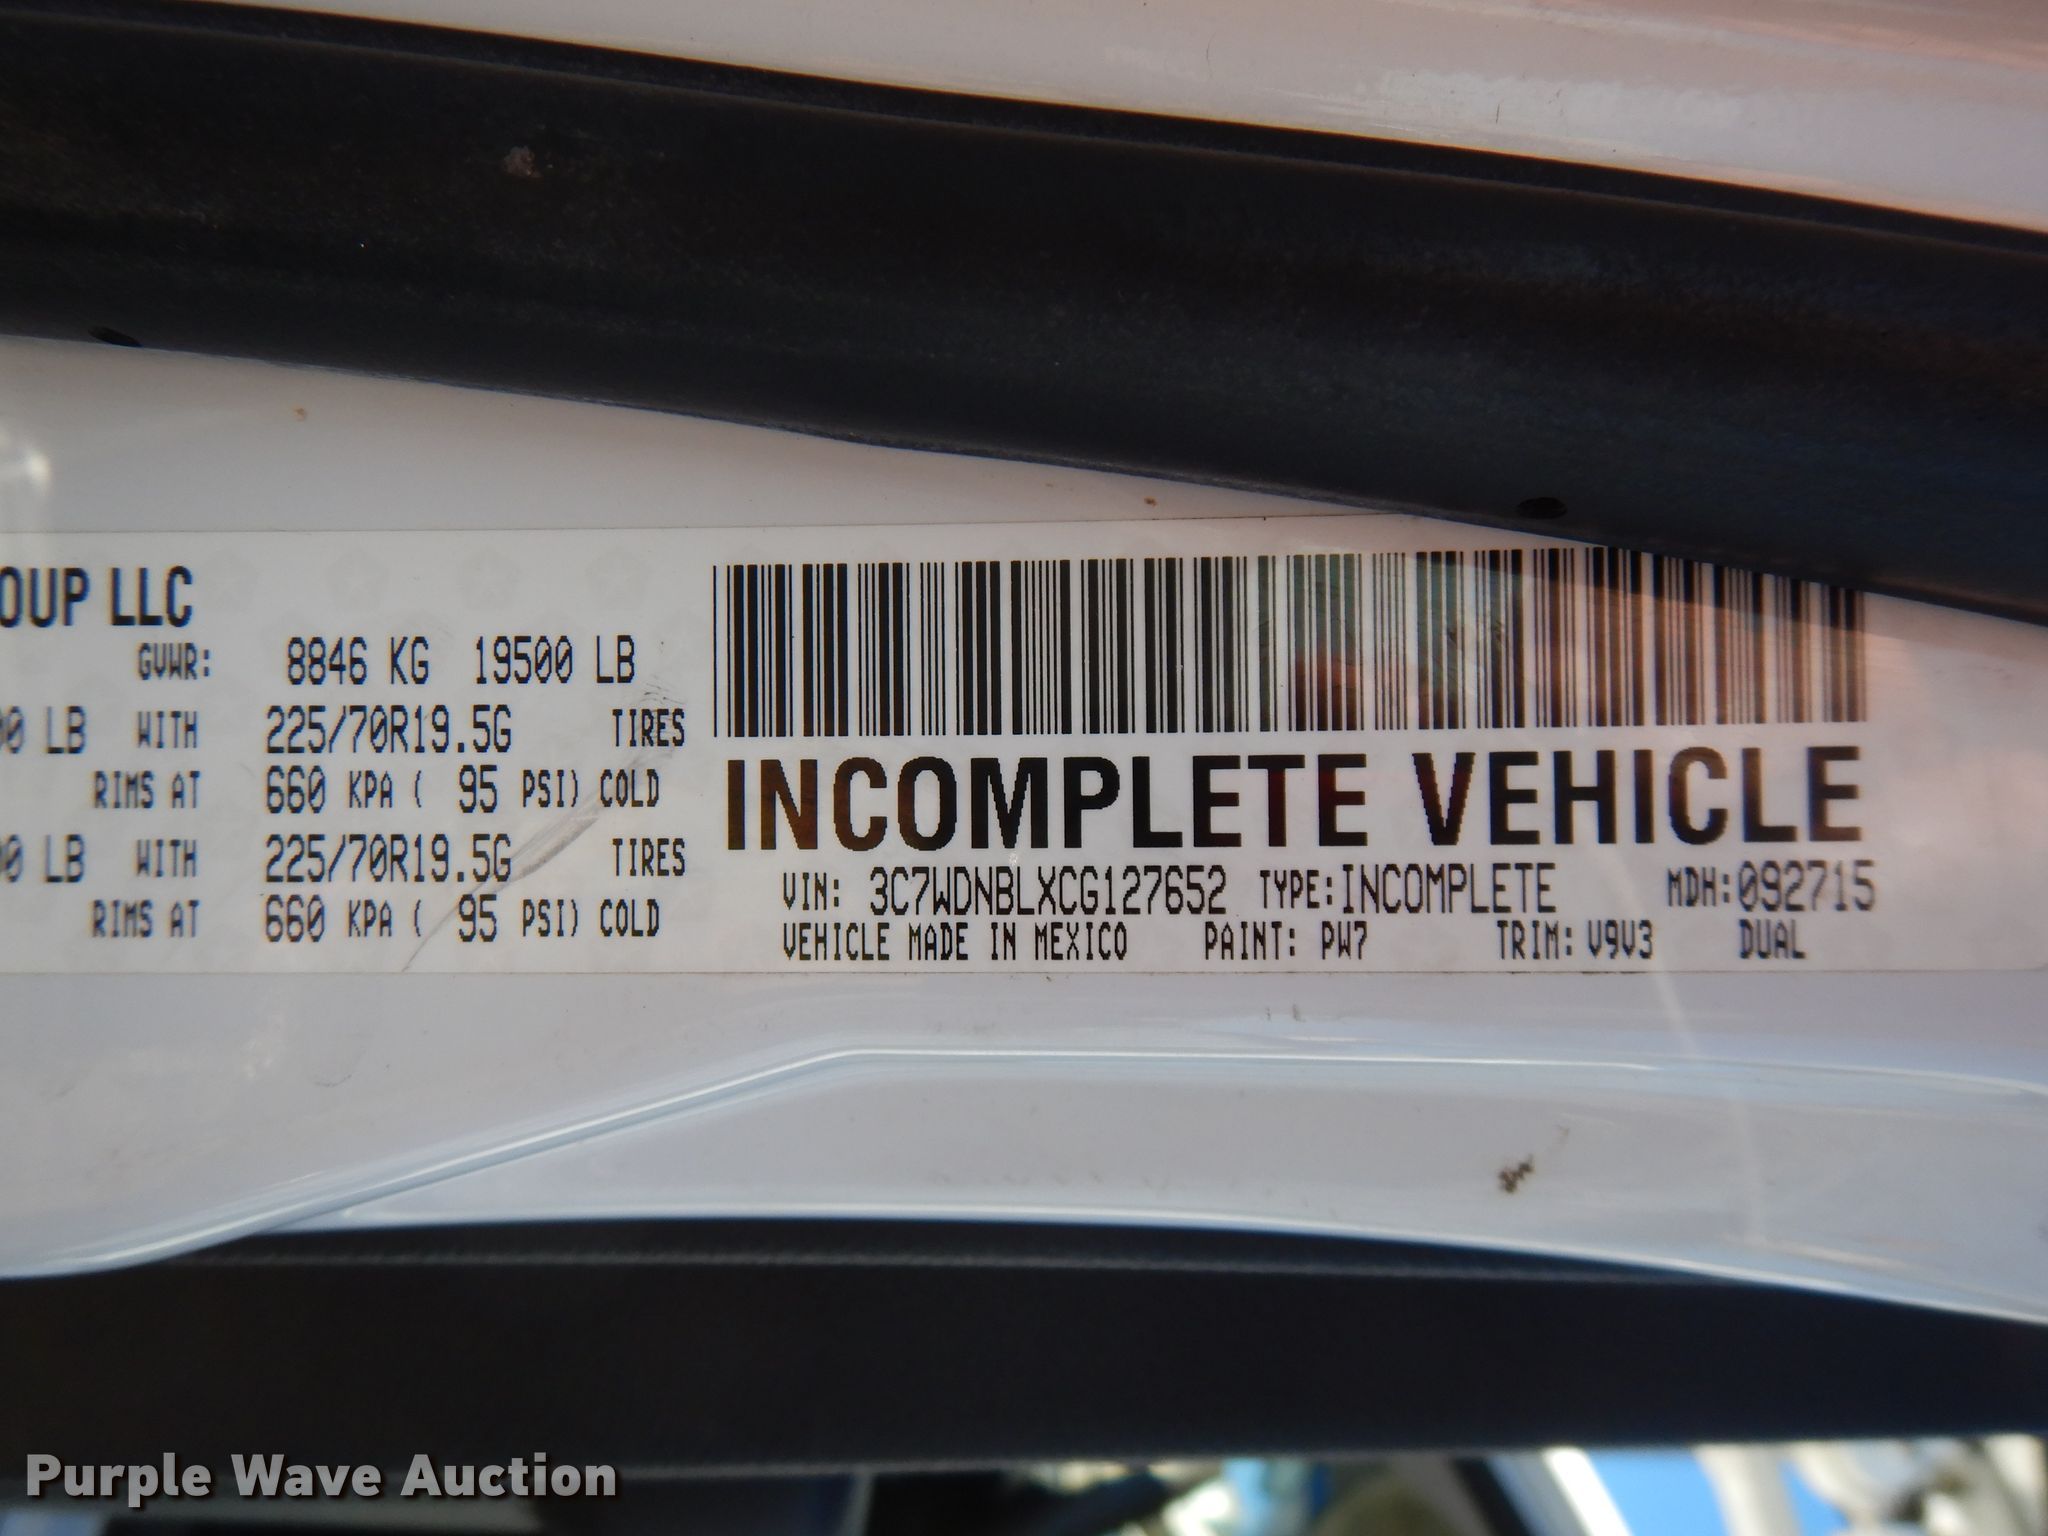 OUP LLC
GVWR: 8846 KG 19500 LB
LB WITH 225/70R19.5G TIRES
RIMS AT 660 KPA ( 95 PSI) COLD
LB WITH 225/70R19.5G TIRES
RIMS AT 660 KPA ( 95 PSI) COLD
INCOMPLETE VEHICLE
VIN: 3C7WDNBLXCG127652 TYPE:INCOMPLETE MDH:092715
VEHICLE MADE IN MEXICO PAINT: PW7 TRIM: V9V3 DUAL
Purple Wave Auction